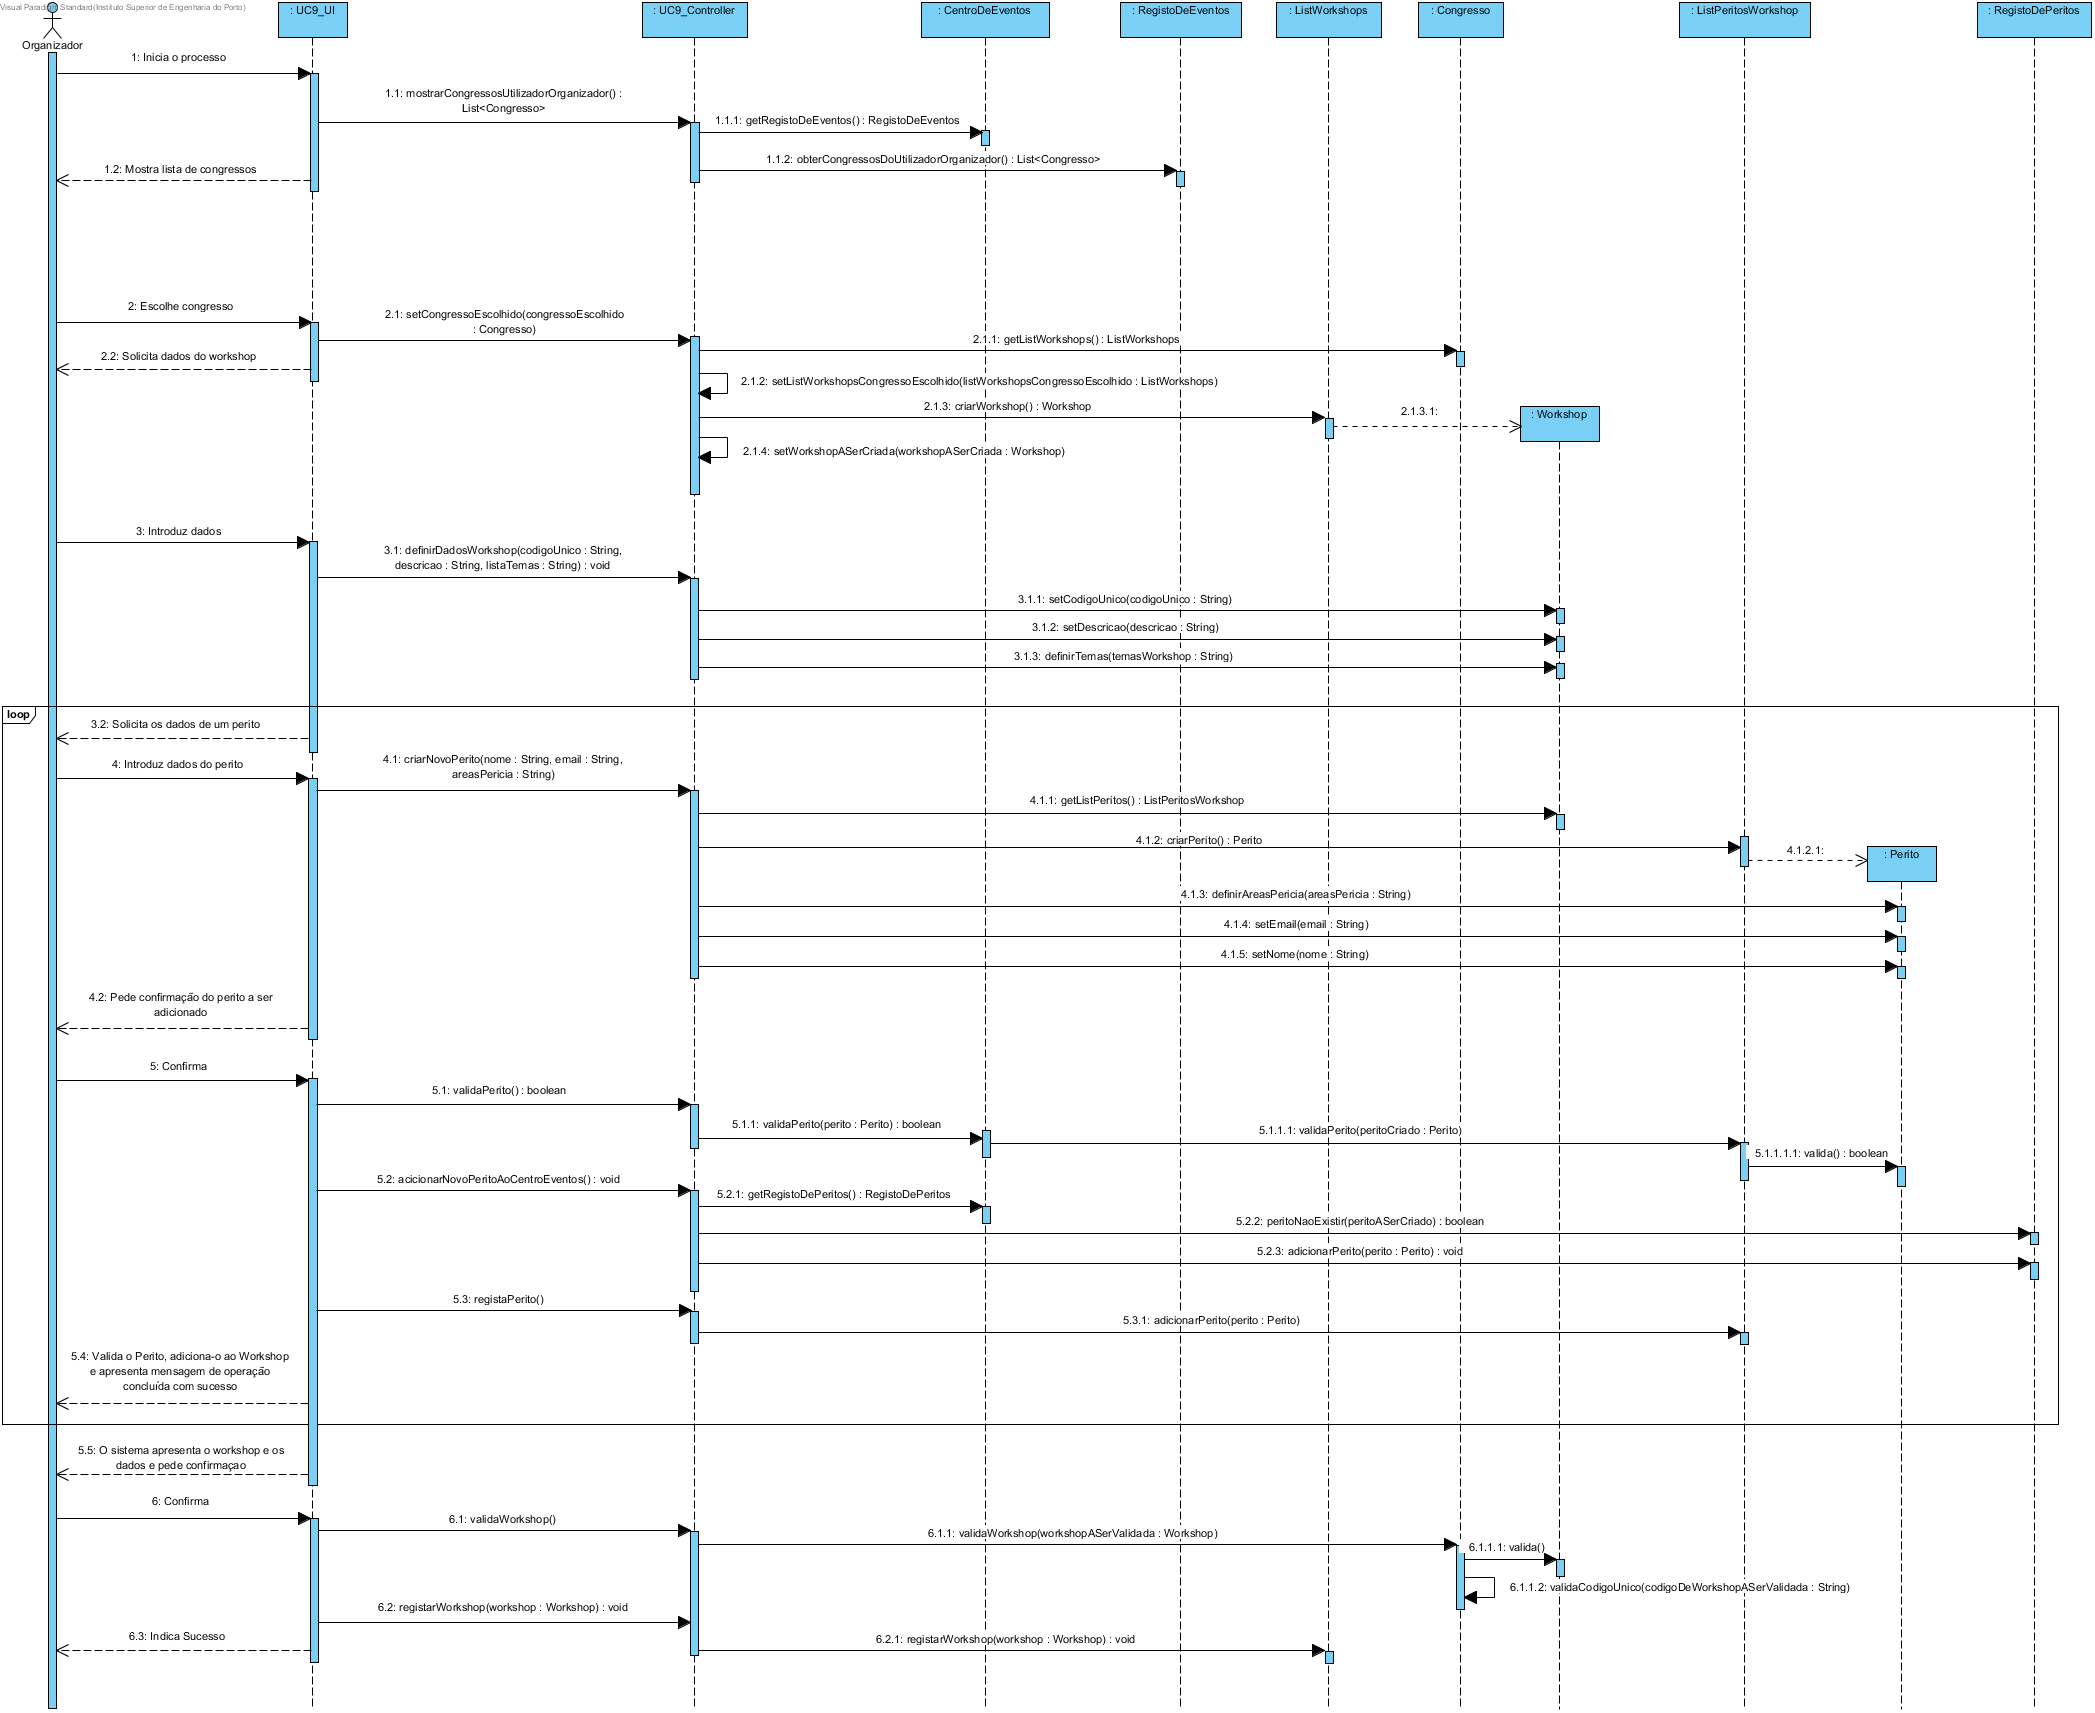 Visual Paradigm Standard(Instituto Superior de Engenharia do Porto)
Organizador
: UC9_UI
: UC9_Controller
: CentroDeEventos
: RegistoDeEventos
: ListWorkshops
: Congresso
: ListPeritosWorkshop
: RegistoDePeritos
1: Inicia o processo
1.1: mostrarCongressosUtilizadorOrganizador() :
List<Congresso>
1.1.1: getRegistoDeEventos() : RegistoDeEventos
1.1.2: obterCongressosDoUtilizadorOrganizador() : List<Congresso>
1.2: Mostra lista de congressos
2: Escolhe congresso
2.1: setCongressoEscolhido(congressoEscolhido
: Congresso)
2.1.1: getListWorkshops() : ListWorkshops
2.2: Solicita dados do workshop
2.1.2: setListWorkshopsCongressoEscolhido(listWorkshopsCongressoEscolhido : ListWorkshops)
2.1.3: criarWorkshop() : Workshop
2.1.3.1:
: Workshop
2.1.4: setWorkshopASerCriada(workshopASerCriada : Workshop)
3: Introduz dados
3.1: definirDadosWorkshop(codigoUnico : String,
descricao : String, listaTemas : String) : void
3.1.1: setCodigoUnico(codigoUnico : String)
3.1.2: setDescricao(descricao : String)
3.1.3: definirTemas(temasWorkshop : String)
loop
3.2: Solicita os dados de um perito
4: Introduz dados do perito
4.1: criarNovoPerito(nome : String, email : String,
areasPericia : String)
4.1.1: getListPeritos() : ListPeritosWorkshop
4.1.2: criarPerito() : Perito
4.1.2.1:
: Perito
4.1.3: definirAreasPericia(areasPericia : String)
4.1.4: setEmail(email : String)
4.1.5: setNome(nome : String)
4.2: Pede confirmação do perito a ser
adicionado
5: Confirma
5.1: validaPerito() : boolean
5.1.1: validaPerito(perito : Perito) : boolean
5.1.1.1: validaPerito(peritoCriado : Perito)
5.1.1.1.1: valida() : boolean
5.2: acicionarNovoPeritoAoCentroEventos() : void
5.2.1: getRegistoDePeritos() : RegistoDePeritos
5.2.2: peritoNaoExistir(peritoASerCriado) : boolean
5.2.3: adicionarPerito(perito : Perito) : void
5.3: registaPerito()
5.3.1: adicionarPerito(perito : Perito)
5.4: Valida o Perito, adiciona-o ao Workshop
e apresenta mensagem de operação
concluída com sucesso
5.5: O sistema apresenta o workshop e os
dados e pede confirmaçao
6: Confirma
6.1: validaWorkshop()
6.1.1: validaWorkshop(workshopASerValidada : Workshop)
6.1.1.1: valida()
6.1.1.2: validaCodigoUnico(codigoDeWorkshopASerValidada : String)
6.2: registarWorkshop(workshop : Workshop) : void
6.3: Indica Sucesso
6.2.1: registarWorkshop(workshop : Workshop) : void